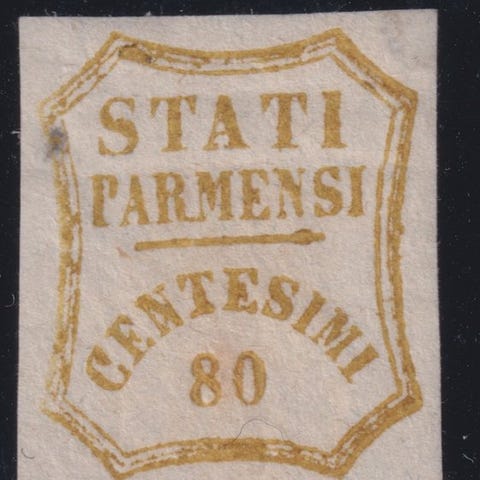 STATI
PARMENSI
CENTESIMI
80